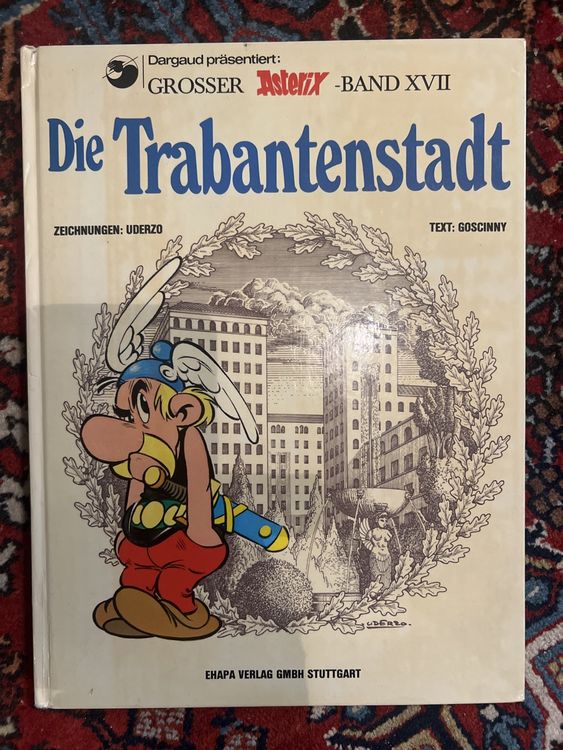 Dargaud präsentiert:
GROSSER Asterix -BAND XVII
Die Trabantenstadt
ZEICHNUNGEN: UDERZO
TEXT: GOSCINNY
UDERZO.
EHAPA VERLAG GMBH STUTTGART